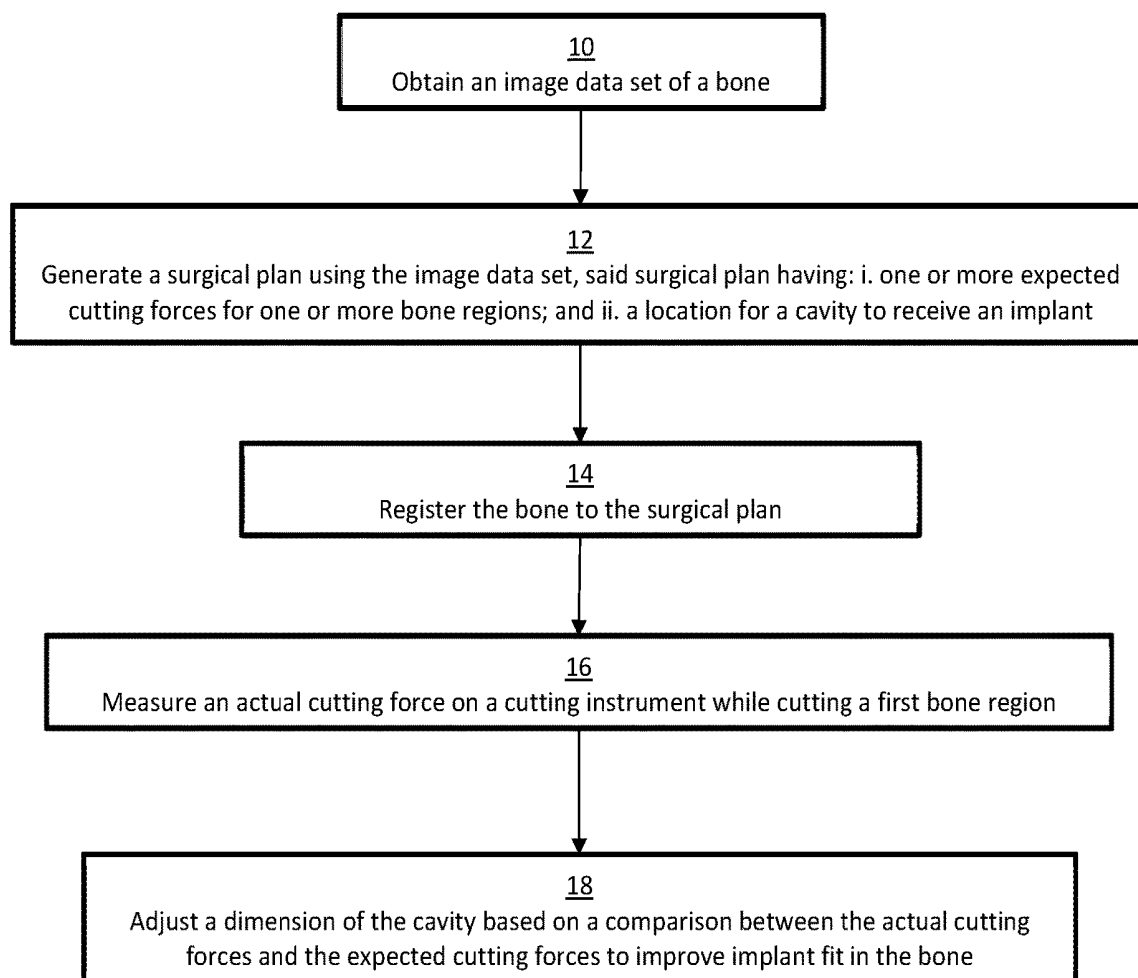 10
Obtain an image data set of a bone
12
Generate a surgical plan using the image data set, said surgical plan having: i. one or more expected
cutting forces for one or more bone regions; and ii. a location for a cavity to receive an implant
14
Register the bone to the surgical plan
16
Measure an actual cutting force on a cutting instrument while cutting a first bone region
18
Adjust a dimension of the cavity based on a comparison between the actual cutting
forces and the expected cutting forces to improve implant fit in the bone